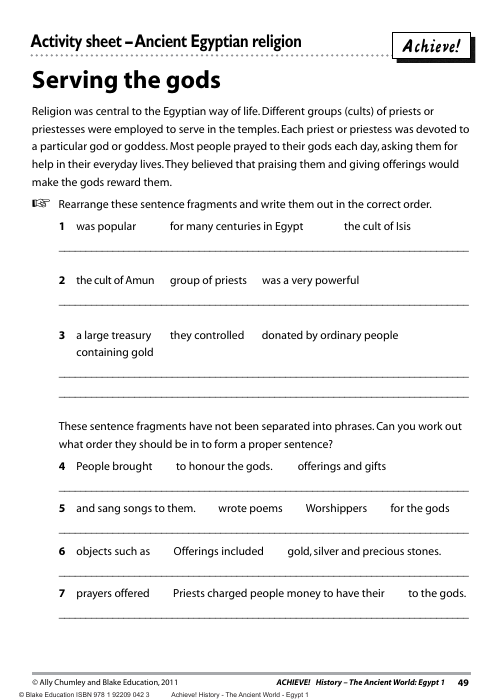 Activity sheet – Ancient Egyptian religion
Achieve!
Serving the gods
Religion was central to the Egyptian way of life. Different groups (cults) of priests or
priestesses were employed to serve in the temples. Each priest or priestess was devoted to
a particular god or goddess. Most people prayed to their gods each day, asking them for
help in their everyday lives. They believed that praising them and giving offerings would
make the gods reward them.
Rearrange these sentence fragments and write them out in the correct order.
1 was popular for many centuries in Egypt the cult of Isis
2 the cult of Amun group of priests was a very powerful
3 a large treasury they controlled donated by ordinary people
containing gold
These sentence fragments have not been separated into phrases. Can you work out
what order they should be in to form a proper sentence?
4 People brought to honour the gods. offerings and gifts
5 and sang songs to them. wrote poems Worshippers for the gods
6 objects such as Offerings included gold, silver and precious stones.
7 prayers offered Priests charged people money to have their to the gods.
© Ally Chumley and Blake Education, 2011 ACHIEVE! History – The Ancient World: Egypt 1 49
© Blake Education ISBN 978 1 92209 042 3 Achieve! History - The Ancient World - Egypt 1